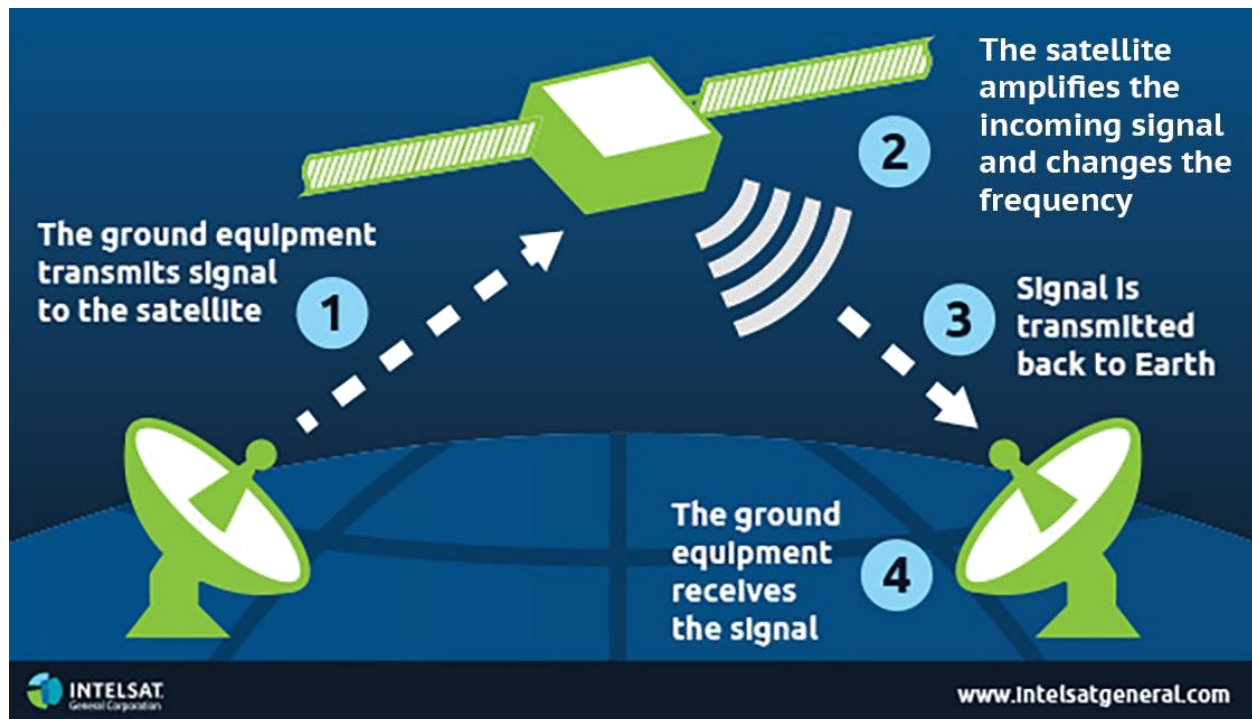 The ground equipment
transmits signal
to the satellite
1
2
The satellite
amplifies the
incoming signal
and changes the
frequency
3
Signal is
transmitted
back to Earth
The ground
equipment
receives
the signal
4
INTELSAT.
General Corporation
www.intelsatgeneral.com